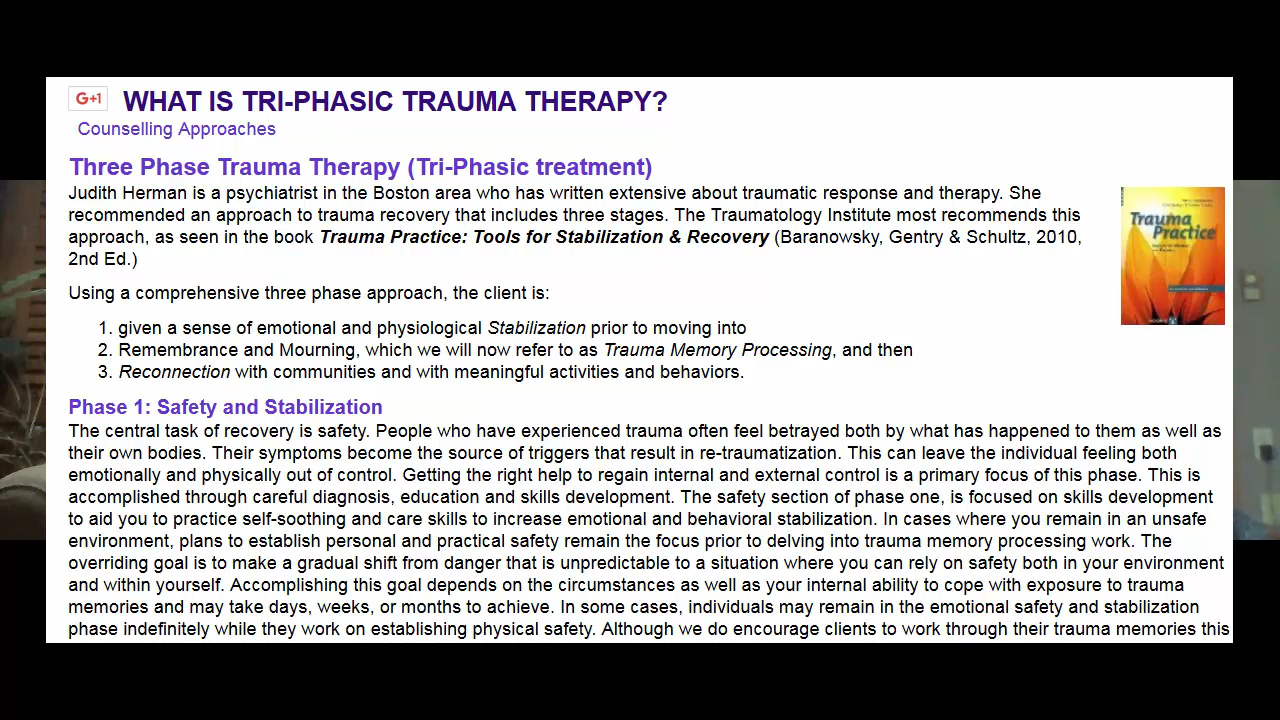 G+1 WHAT IS TRI-PHASIC TRAUMA THERAPY?
Counselling Approaches
Three Phase Trauma Therapy (Tri-Phasic treatment)
Judith Herman is a psychiatrist in the Boston area who has written extensive about traumatic response and therapy. She
recommended an approach to trauma recovery that includes three stages. The Traumatology Institute most recommends this
approach, as seen in the book Trauma Practice: Tools for Stabilization & Recovery (Baranowsky, Gentry & Schultz, 2010,
2nd Ed.)
Trauma
Practice
Using a comprehensive three phase approach, the client is:
1. given a sense of emotional and physiological Stabilization prior to moving into
2. Remembrance and Mourning, which we will now refer to as Trauma Memory Processing, and then
3. Reconnection with communities and with meaningful activities and behaviors.
Phase 1: Safety and Stabilization
The central task of recovery is safety. People who have experienced trauma often feel betrayed both by what has happened to them as well as
their own bodies. Their symptoms become the source of triggers that result in re-traumatization. This can leave the individual feeling both
emotionally and physically out of control. Getting the right help to regain internal and external control is a primary focus of this phase. This is
accomplished through careful diagnosis, education and skills development. The safety section of phase one, is focused on skills development
to aid you to practice self-soothing and care skills to increase emotional and behavioral stabilization. In cases where you remain in an unsafe
environment, plans to establish personal and practical safety remain the focus prior to delving into trauma memory processing work. The
overriding goal is to make a gradual shift from danger that is unpredictable to a situation where you can rely on safety both in your environment
and within yourself. Accomplishing this goal depends on the circumstances as well as your internal ability to cope with exposure to trauma
memories and may take days, weeks, or months to achieve. In some cases, individuals may remain in the emotional safety and stabilization
phase indefinitely while they work on establishing physical safety. Although we do encourage clients to work through their trauma memories this